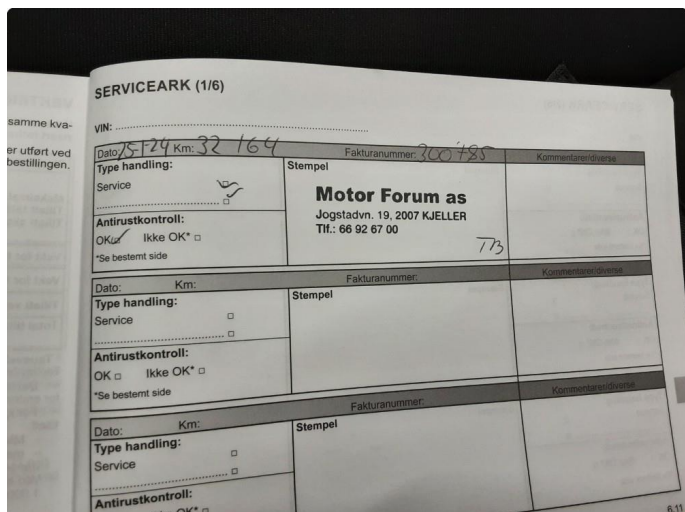 SERVICEARK (1/6)
samme kva-
er utført ved
bestillingen.
VIN:
Dato: 25-1-24 Km: 32 164 Fakturanummer: 300785 Kommentarer/diverse
Type handling:
Service
Antirustkontroll:
OK Ikke OK*
*Se bestemt side
Stempel
Motor Forum as
Jogstadvn. 19, 2007 KJELLER
Tlf.: 66 92 67 00
Dato: Km: Fakturanummer: Kommentarer/diverse
Type handling:
Service
Antirustkontroll:
OK Ikke OK*
*Se bestemt side
Stempel
Dato: Km: Fakturanummer: Kommentarer/diverse
Type handling:
Service
Antirustkontroll:
OK*
Stempel
6.11